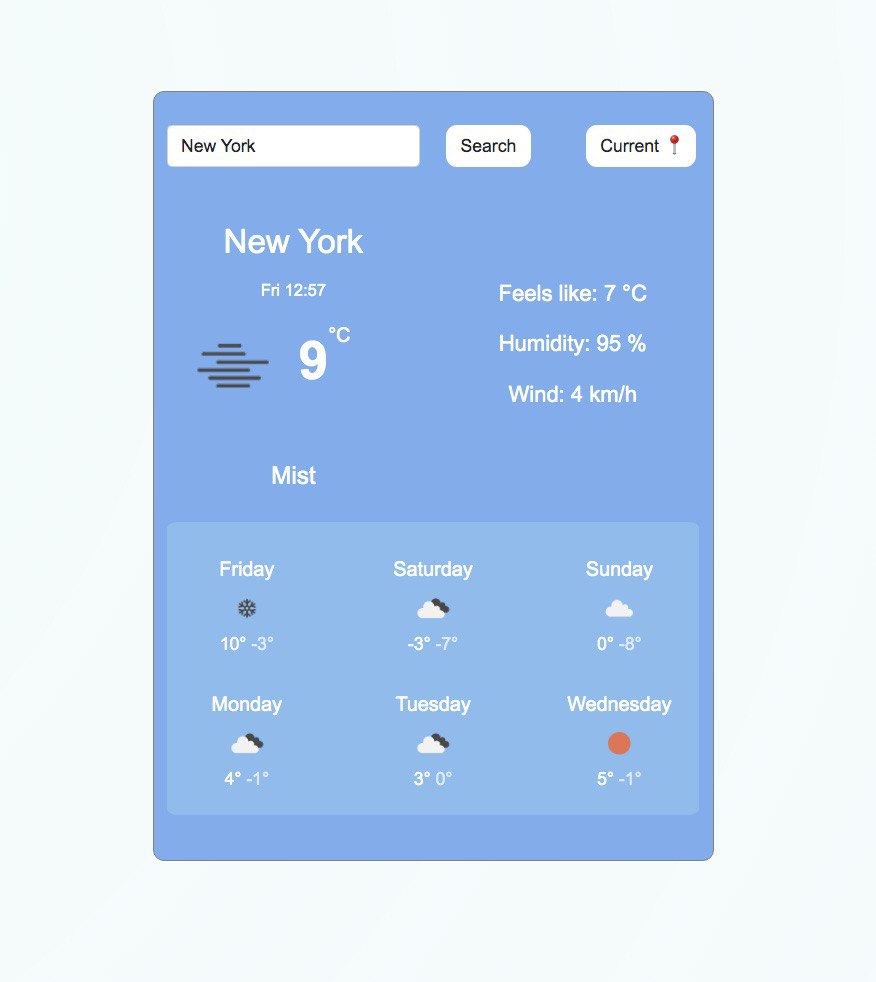 New York
Search
Current 📍
New York
Fri 12:57
9°C
Feels like: 7 °C
Humidity: 95 %
Wind: 4 km/h
Mist
Friday Saturday Sunday
10° -3° -3° -7° 0° -8°
Monday Tuesday Wednesday
4° -1° 3° 0° 5° -1°